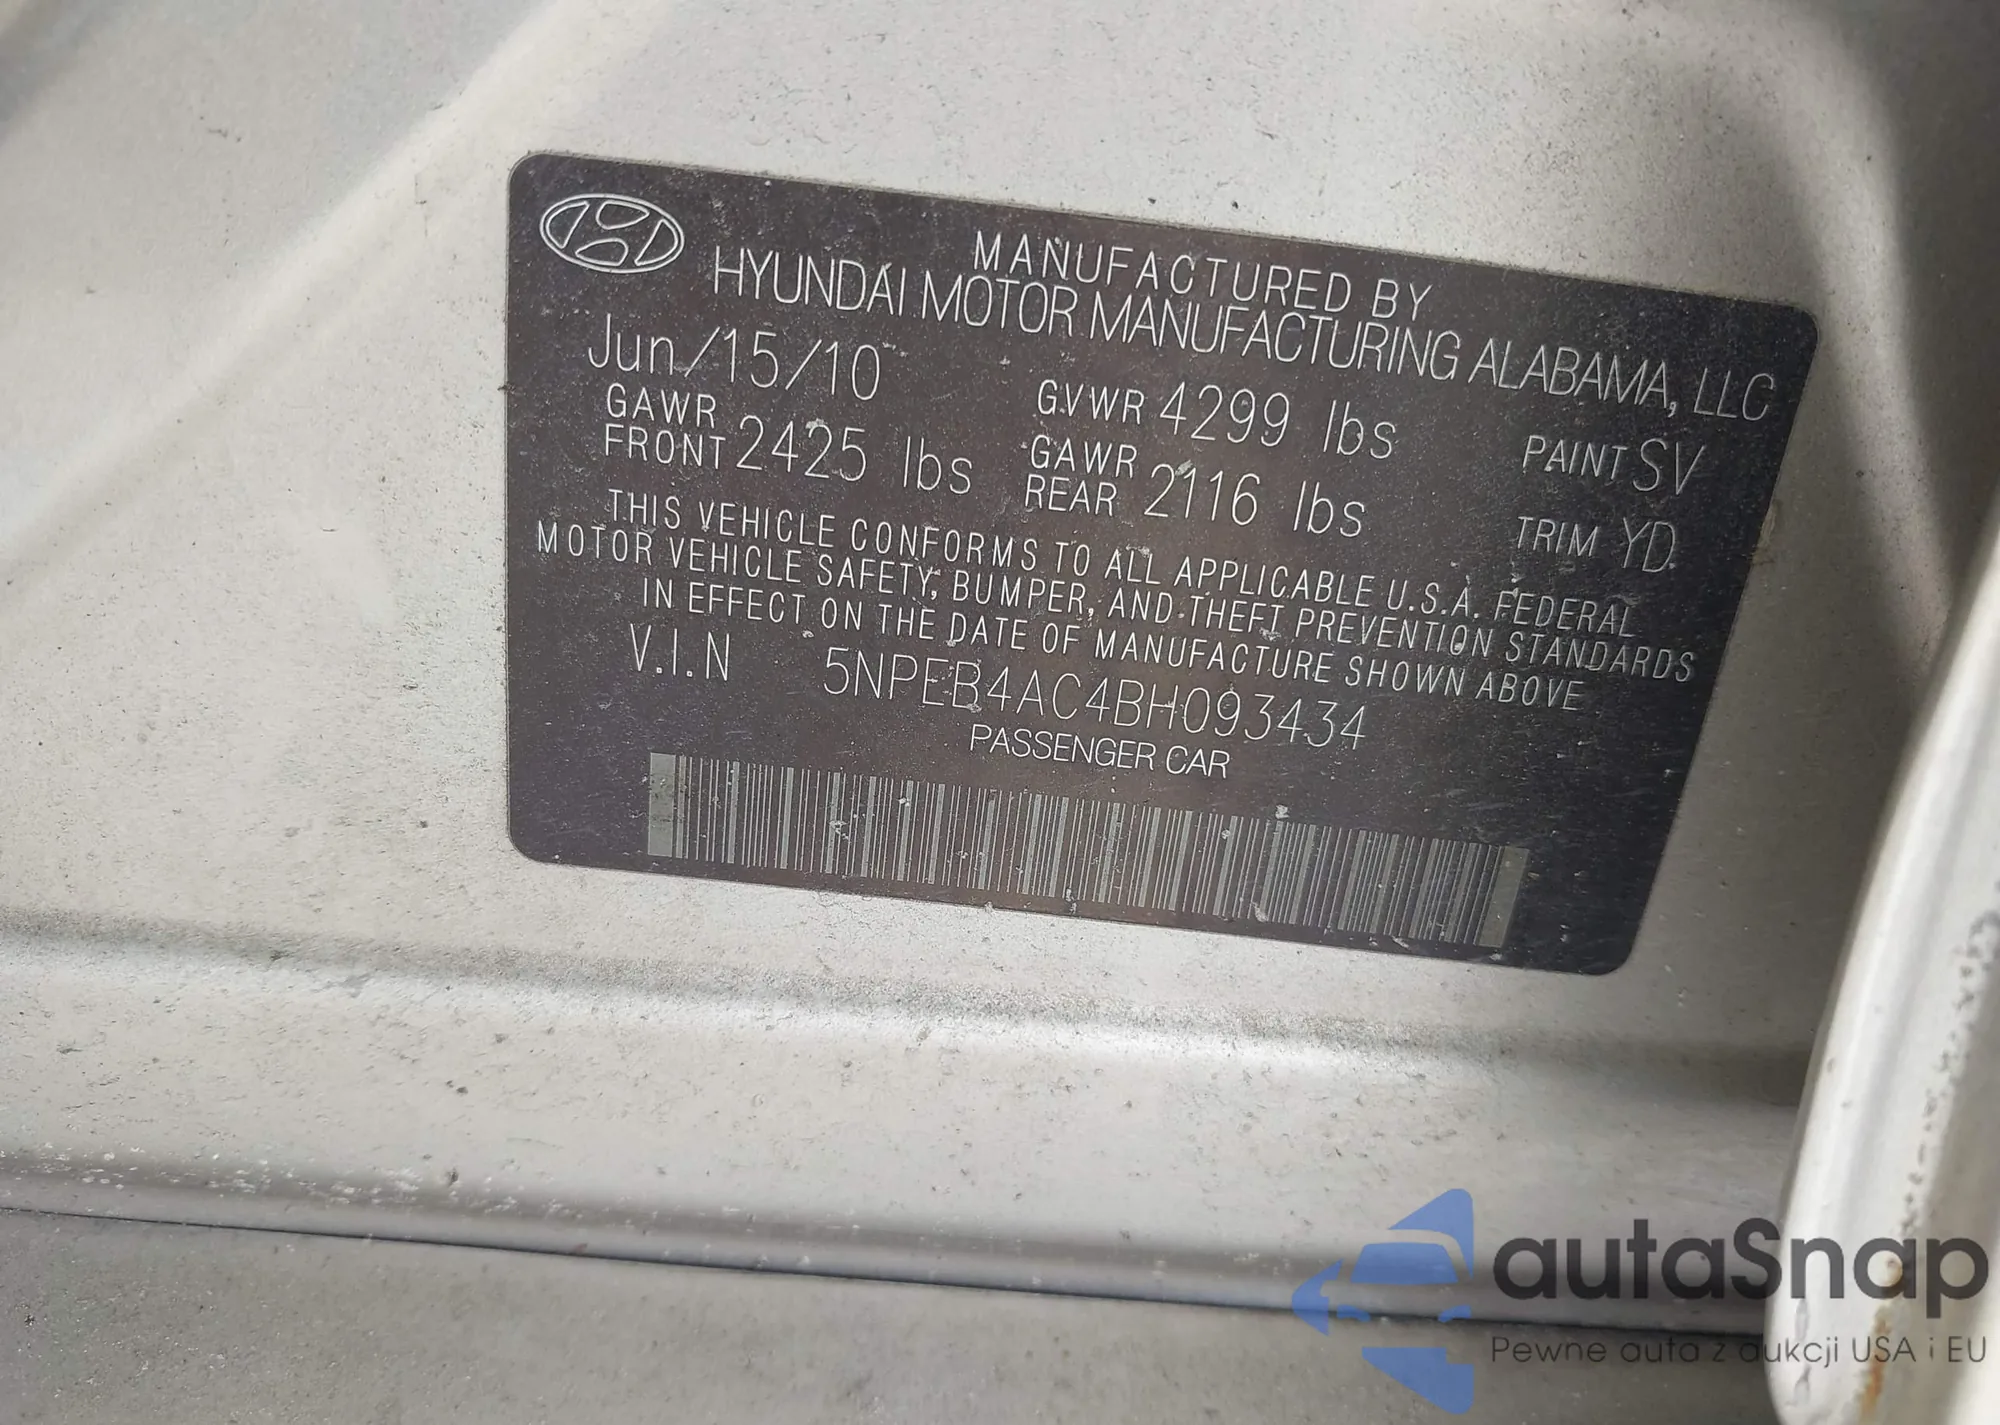 MANUFACTURED BY
HYUNDAI MOTOR MANUFACTURING ALABAMA, LLC
Jun/15/10 GVWR 4299 lbs PAINT SV
GAWR FRONT 2425 lbs GAWR REAR 2116 lbs TRIM YD
THIS VEHICLE CONFORMS TO ALL APPLICABLE U.S.A. FEDERAL
MOTOR VEHICLE SAFETY, BUMPER, AND THEFT PREVENTION STANDARDS
IN EFFECT ON THE DATE OF MANUFACTURE SHOWN ABOVE
V.I.N 5NPEB4AC4BH093434
PASSENGER CAR
autaSnap
Pewne auta z aukcji USA i EU